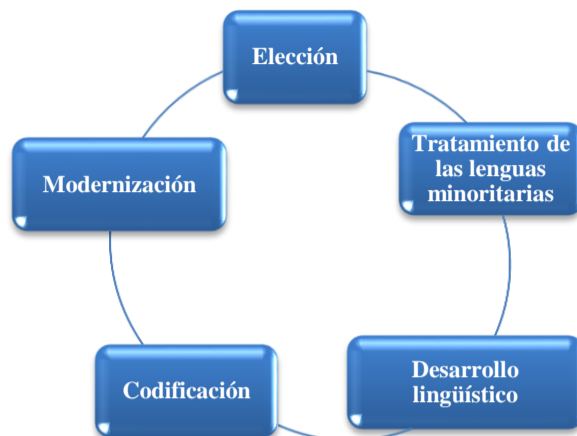 Elección
Tratamiento de
las lenguas
minoritarias
Desarrollo
lingüístico
Codificación
Modernización